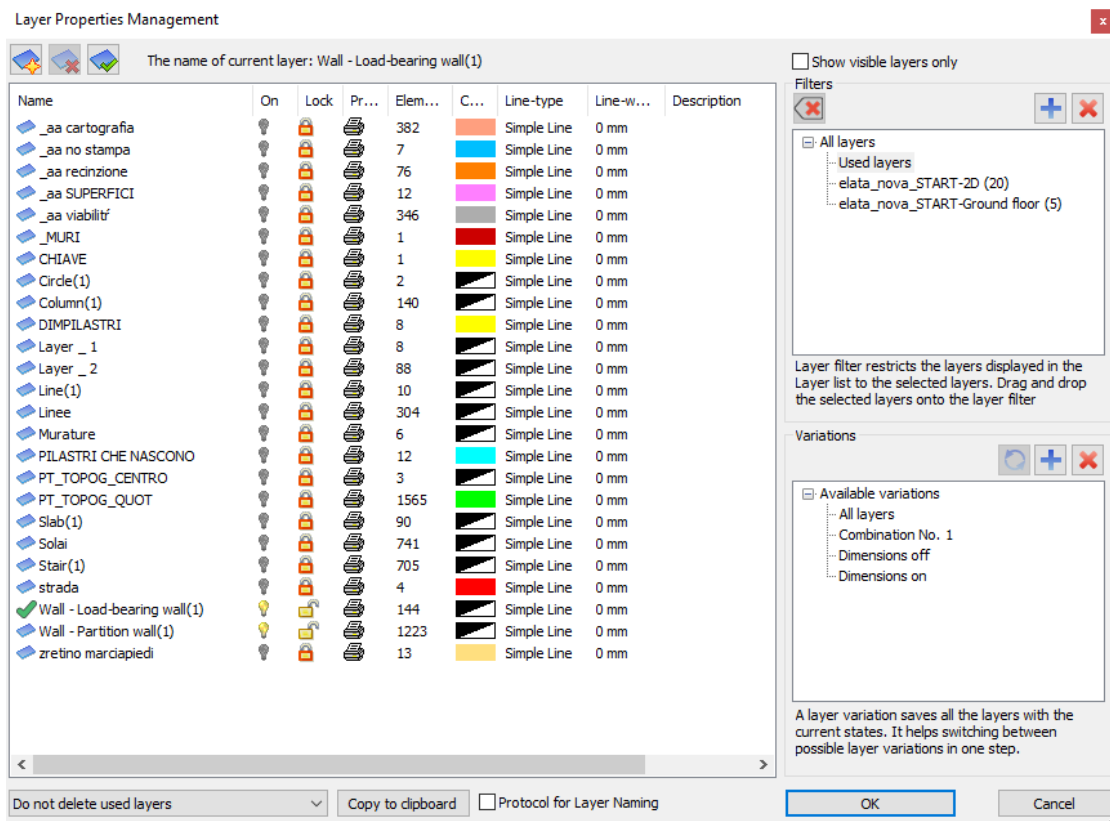 Layer Properties Management
x
The name of current layer: Wall - Load-bearing wall(1)
Show visible layers only
Name On Lock Pr... Elem... C... Line-type Line-w... Description
_aa cartografia 382 Simple Line 0 mm
_aa no stampa 7 Simple Line 0 mm
_aa recinzione 76 Simple Line 0 mm
_aa SUPERFICI 12 Simple Line 0 mm
_aa viabilitŕ 346 Simple Line 0 mm
_MURI 1 Simple Line 0 mm
CHIAVE 1 Simple Line 0 mm
Circle(1) 2 Simple Line 0 mm
Column(1) 140 Simple Line 0 mm
DIMPILASTRI 8 Simple Line 0 mm
Layer _ 1 8 Simple Line 0 mm
Layer _ 2 88 Simple Line 0 mm
Line(1) 10 Simple Line 0 mm
Linee 304 Simple Line 0 mm
Murature 6 Simple Line 0 mm
PILASTRI CHE NASCONO 12 Simple Line 0 mm
PT_TOPOG_CENTRO 3 Simple Line 0 mm
PT_TOPOG_QUOT 1565 Simple Line 0 mm
Slab(1) 90 Simple Line 0 mm
Solai 741 Simple Line 0 mm
Stair(1) 705 Simple Line 0 mm
strada 4 Simple Line 0 mm
Wall - Load-bearing wall(1) 144 Simple Line 0 mm
Wall - Partition wall(1) 1223 Simple Line 0 mm
zretino marciapiedi 13 Simple Line 0 mm
Filters
All layers
Used layers
elata_nova_START-2D (20)
elata_nova_START-Ground floor (5)
Layer filter restricts the layers displayed in the
Layer list to the selected layers. Drag and drop
the selected layers onto the layer filter
Variations
Available variations
All layers
Combination No. 1
Dimensions off
Dimensions on
A layer variation saves all the layers with the
current states. It helps switching between
possible layer variations in one step.
Do not delete used layers
Copy to clipboard
Protocol for Layer Naming
OK
Cancel